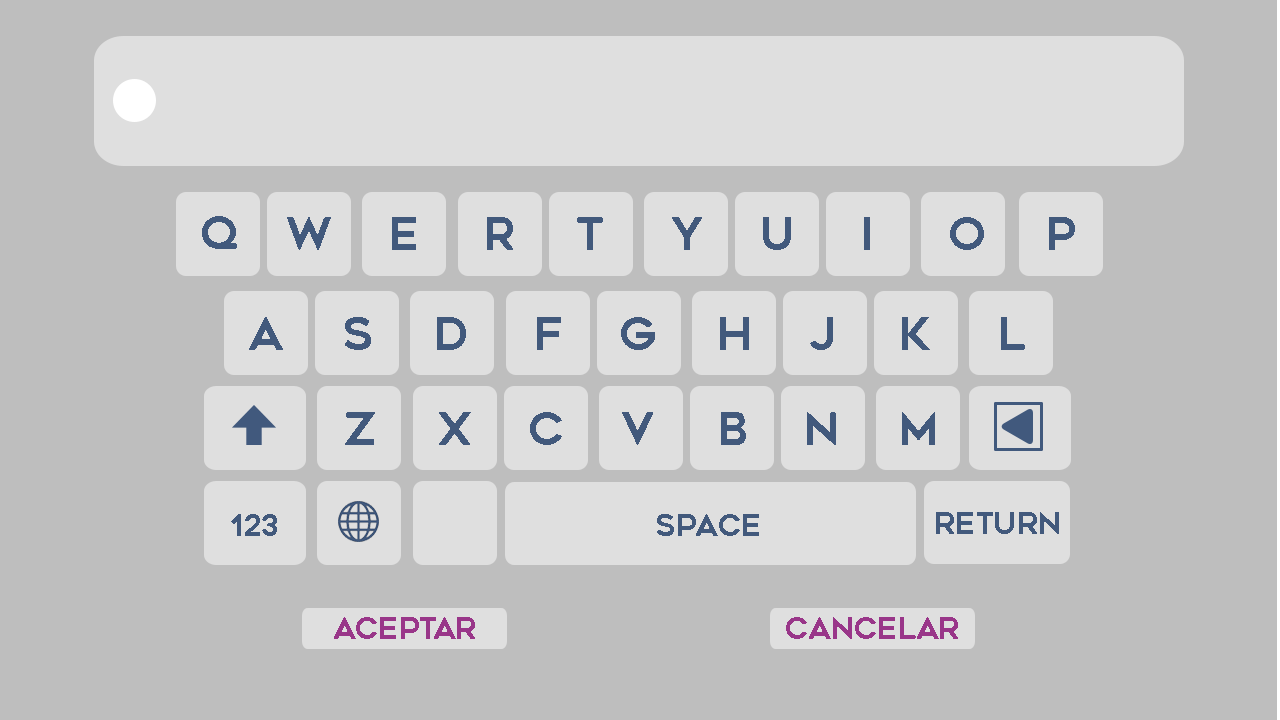 Q W E R T Y U I O P
A S D F G H J K L
Z X C V B N M
123 SPACE RETURN
ACEPTAR CANCELAR